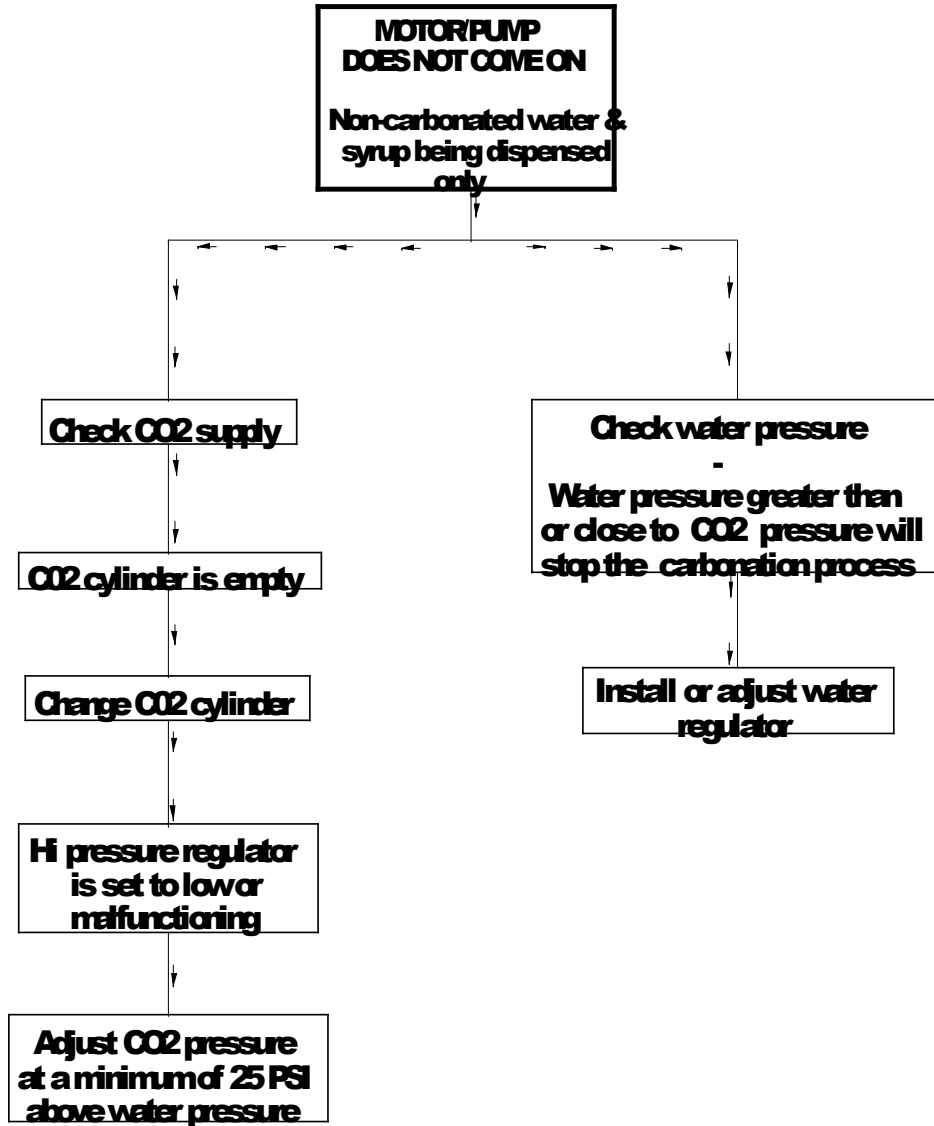 MOTOR/PUMP
DOES NOT COME ON
Non-carbonated water &
syrup being dispensed
only
Check CO2 supply
C02 cylinder is empty
Change C02 cylinder
Hi pressure regulator
is set to low or
malfunctioning
Adjust CO2 pressure
at a minimum of 25 PSI
above water pressure
Check water pressure
-
Water pressure greater than
or close to CO2 pressure will
stop the carbonation process
Install or adjust water
regulator